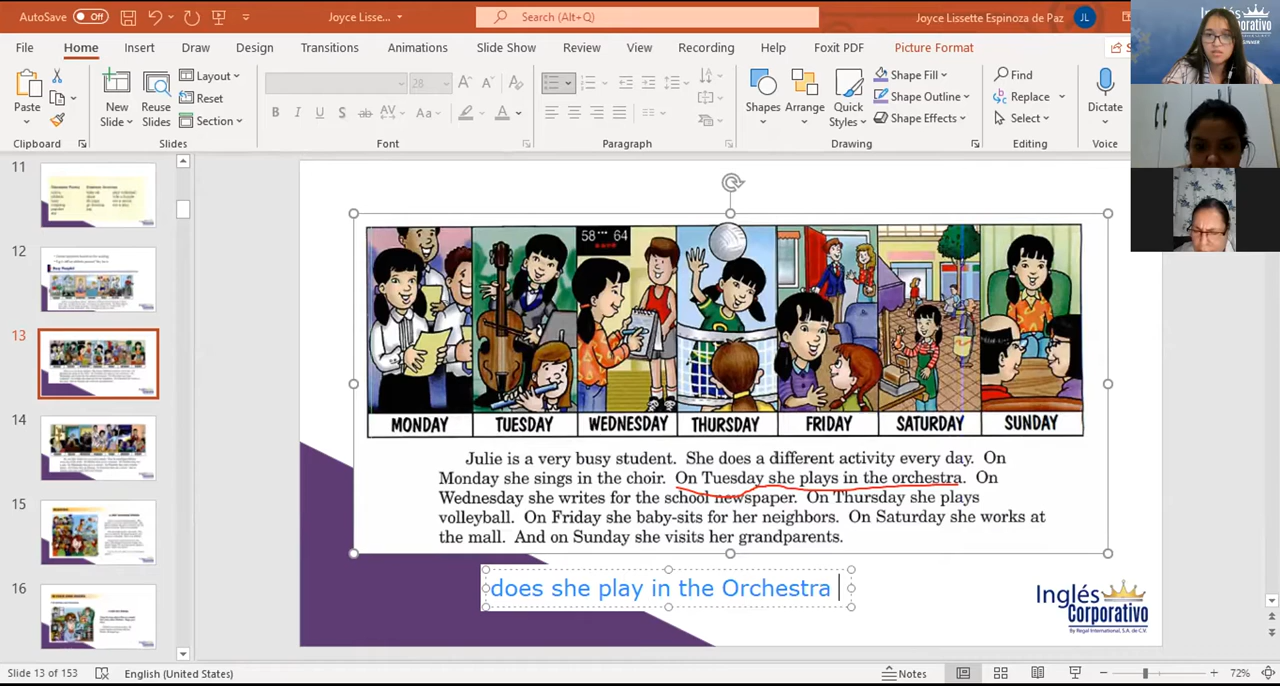 AutoSave Off
Joyce Lisse...
Search (Alt+Q)
Joyce Lissette Espinoza de Paz
JL
File Home Insert Draw Design Transitions Animations Slide Show Review View Recording Help Foxit PDF Picture Format
Paste
Clipboard
New Slide
Reuse Slides
Layout
Reset
Section
Slides
28
Font
Paragraph
Shapes
Arrange
Quick Styles
Shape Fill
Shape Outline
Shape Effects
Drawing
Find
Replace
Select
Editing
Dictate
Voice
11
12
13
14
15
16
58 64
MONDAY TUESDAY WEDNESDAY THURSDAY FRIDAY SATURDAY SUNDAY
Julie is a very busy student. She does a different activity every day. On
Monday she sings in the choir. On Tuesday she plays in the orchestra. On
Wednesday she writes for the school newspaper. On Thursday she plays
volleyball. On Friday she baby-sits for her neighbors. On Saturday she works at
the mall. And on Sunday she visits her grandparents.
does she play in the Orchestra
Inglés
Corporativo
By Regal International, S.A. de C.V.
Slide 13 of 153
English (United States)
Notes
72%